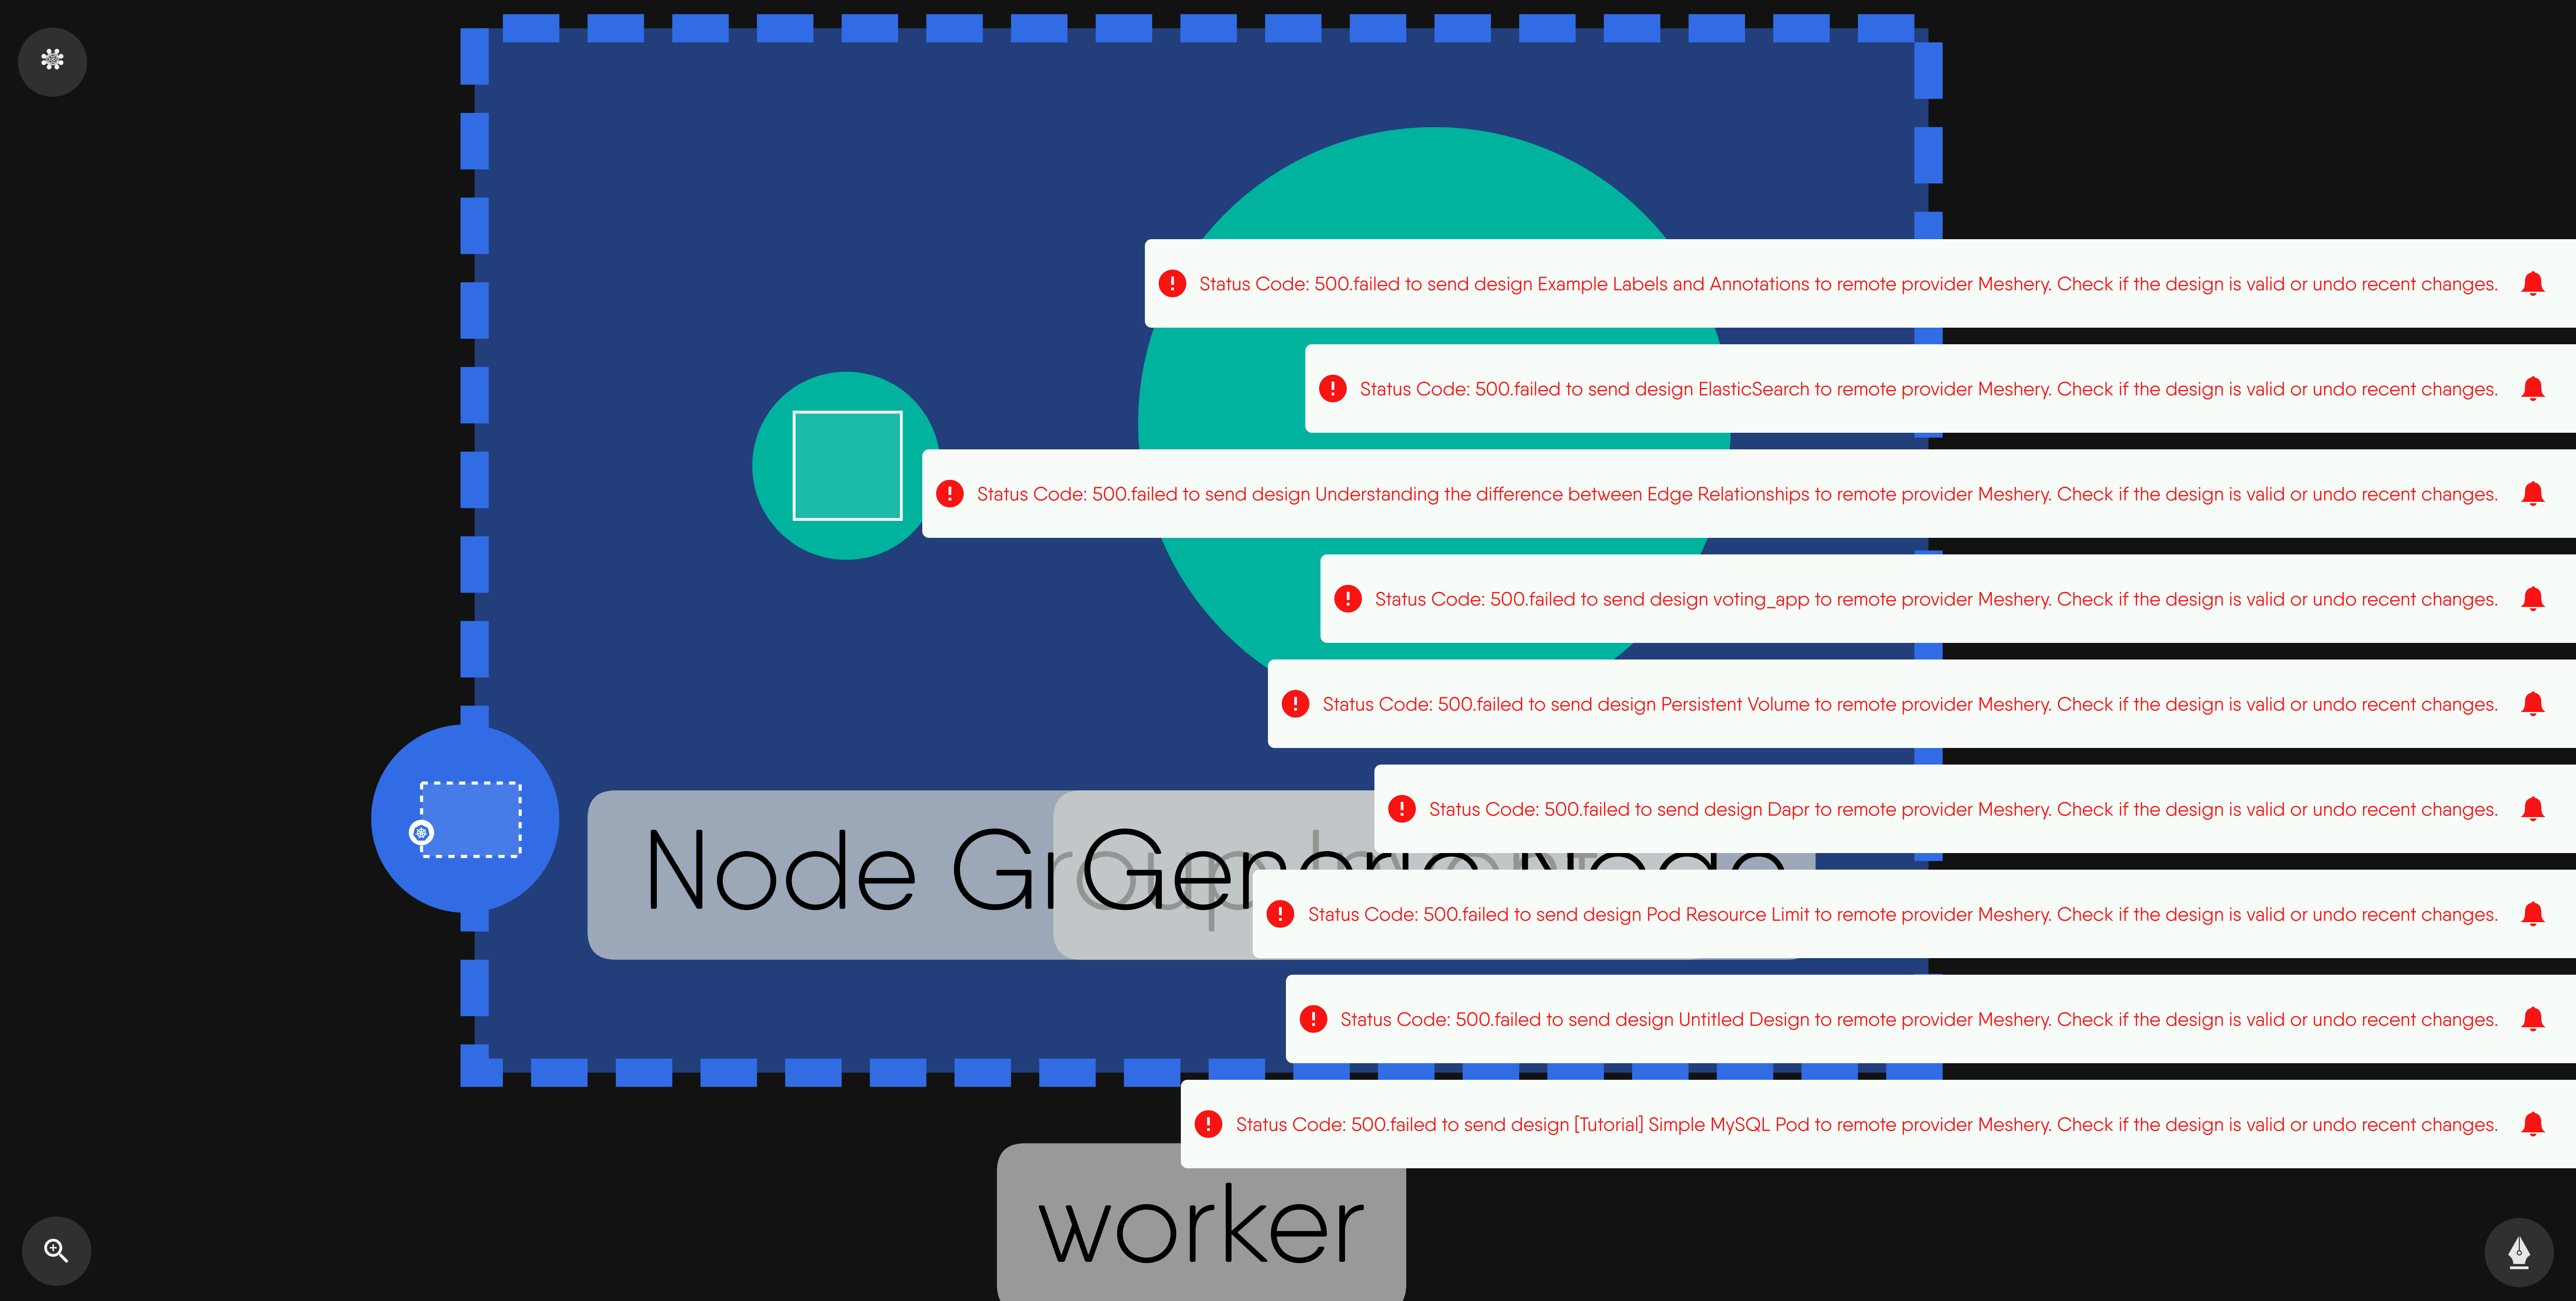 Status Code: 500.failed to send design Example Labels and Annotations to remote provider Meshery. Check if the design is valid or undo recent changes.
Status Code: 500.failed to send design ElasticSearch to remote provider Meshery. Check if the design is valid or undo recent changes.
Status Code: 500.failed to send design Understanding the difference between Edge Relationships to remote provider Meshery. Check if the design is valid or undo recent changes.
Status Code: 500.failed to send design voting_app to remote provider Meshery. Check if the design is valid or undo recent changes.
Status Code: 500.failed to send design Persistent Volume to remote provider Meshery. Check if the design is valid or undo recent changes.
Status Code: 500.failed to send design Dapr to remote provider Meshery. Check if the design is valid or undo recent changes.
Node Group
Generic Node
Status Code: 500.failed to send design Pod Resource Limit to remote provider Meshery. Check if the design is valid or undo recent changes.
Status Code: 500.failed to send design Untitled Design to remote provider Meshery. Check if the design is valid or undo recent changes.
Status Code: 500.failed to send design [Tutorial] Simple MySQL Pod to remote provider Meshery. Check if the design is valid or undo recent changes.
worker